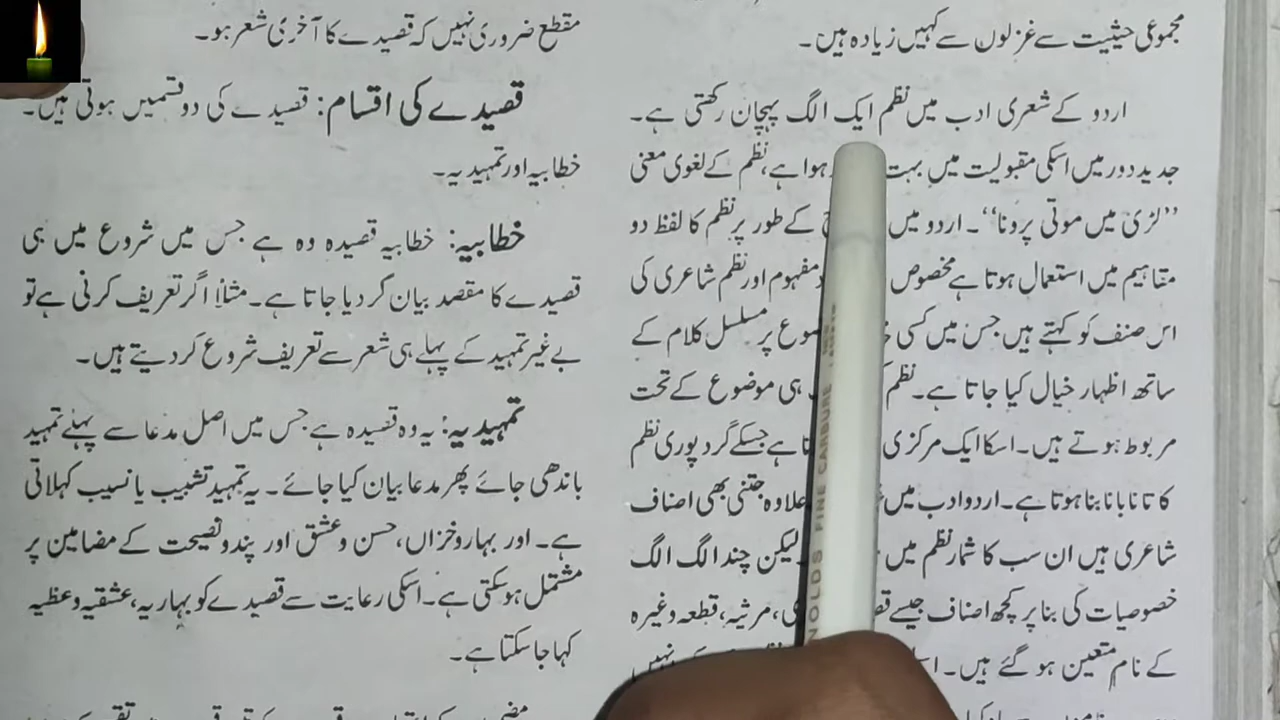 مجموعی حیثیت سے غزلوں سے کہیں زیادہ ہیں۔
اردو کے شعری ادب میں نظم ایک الگ پہچان رکھتی ہے۔
جدید دور میں اسکی مقبولیت میں بہت ہوا ہے، نظم کے لغوی معنی
”لڑی میں موتی پرونا“۔ اردو میں کے طور پر نظم کا لفظ دو
مفاہیم میں استعمال ہوتا ہے مخصوص مفہوم اور نظم شاعری کی
اس صنف کو کہتے ہیں جس میں کسی پر مسلسل کلام کے
ساتھ اظہار خیال کیا جاتا ہے۔ نظم ہی موضوع کے تحت
مربوط ہوتے ہیں۔ اسکا ایک مرکزی ہے جسکے گرد پوری نظم
کا تانا بانا بنا ہوتا ہے۔ اردو ادب میں علاوہ جتنی بھی اصناف
شاعری ہیں ان سب کا شمار نظم میں لیکن چند الگ الگ
خصوصیات کی بنا پر کچھ اصناف جیسے مرثیہ، قطعہ وغیرہ
کے نام متعین ہو گئے ہیں۔ نہیں
مقطع ضروری نہیں کہ قصیدے کا آخری شعر ہو۔
قصیدے کی اقسام: قصیدے کی دو قسمیں ہوتی ہیں۔
خطابیہ اور تمہیدیہ۔
خطابیہ: خطابیہ قصیدہ وہ ہے جس میں شروع میں ہی
قصیدے کا مقصد بیان کر دیا جاتا ہے۔ مثلاً اگر تعریف کرنی ہے تو
بے غیر تمہید کے پہلے ہی شعر سے تعریف شروع کر دیتے ہیں۔
تمہیدیہ: یہ وہ قصیدہ ہے جس میں اصل مدعا سے پہلے تمہید
باندھی جائے پھر مدعا بیان کیا جائے۔ یہ تمہید تشبیب یا نسیب کہلاتی
ہے۔ اور بہار و خزاں، حسن و عشق اور پند و نصیحت کے مضامین پر
مشتمل ہو سکتی ہے۔ اسکی رعایت سے قصیدے کو بہاریہ، عشقیہ و عظیہ
کہا جا سکتا ہے۔